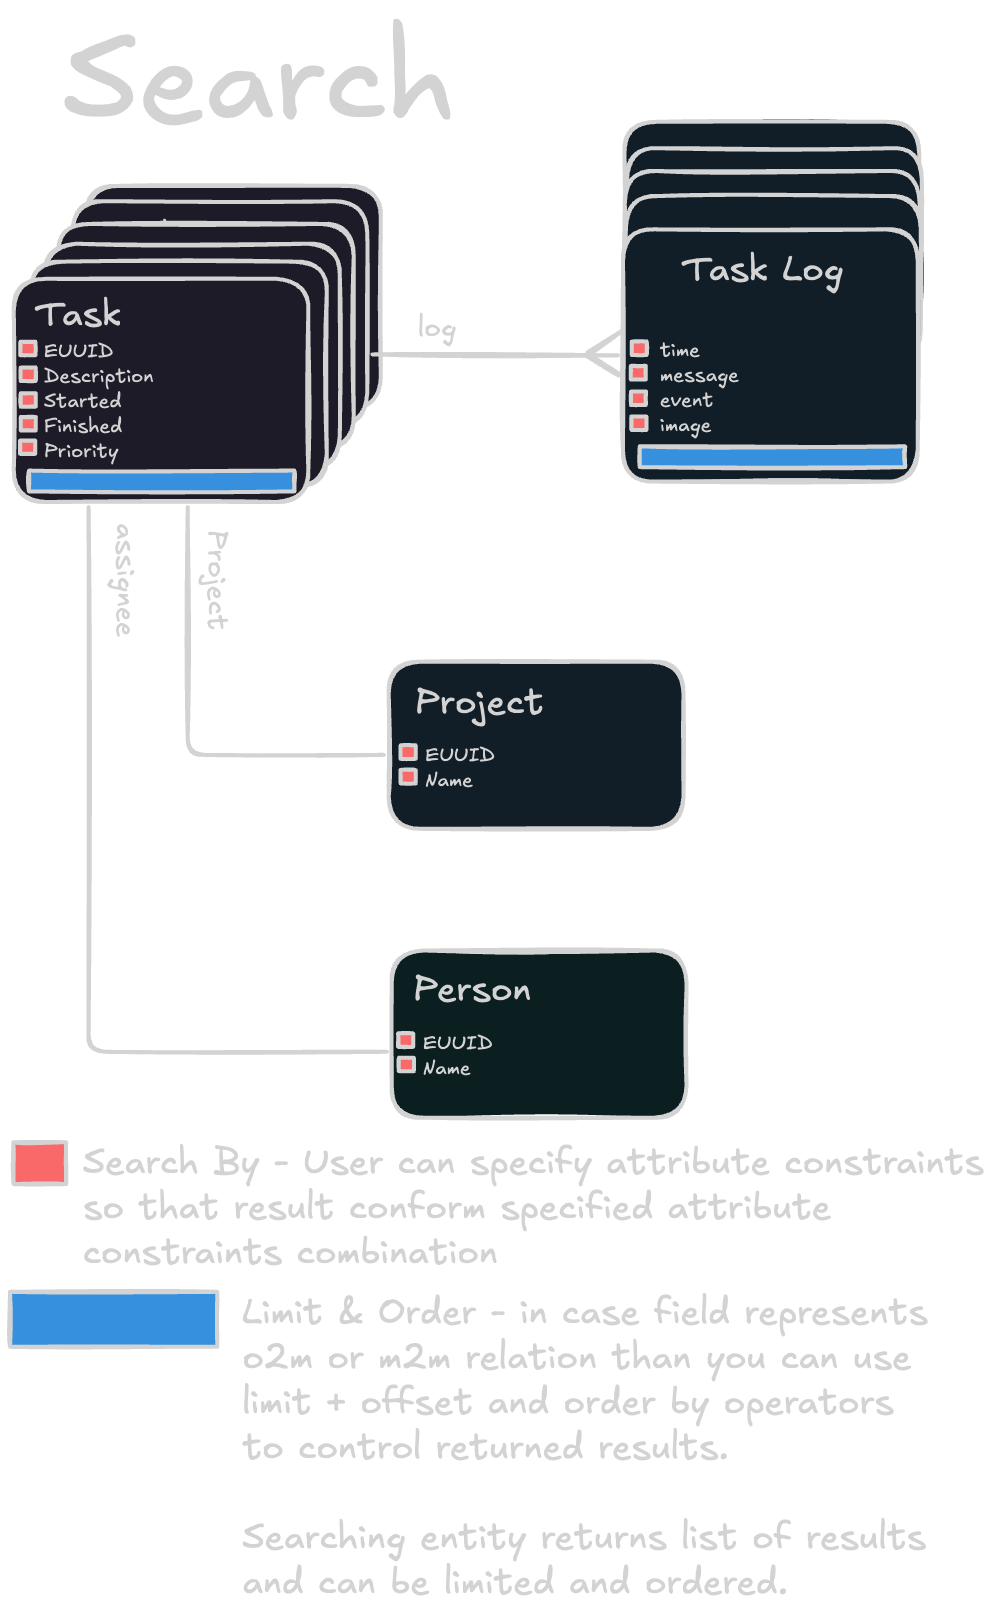 Search
Task
EUUID
Description
Started
Finished
Priority
log
Task Log
time
message
event
image
assignee
Project
Project
EUUID
Name
Person
EUUID
Name
Search By - User can specify attribute constraints
so that result conform specified attribute
constraints combination
Limit & Order - in case field represents
o2m or m2m relation than you can use
limit + offset and order by operators
to control returned results.
Searching entity returns list of results
and can be limited and ordered.